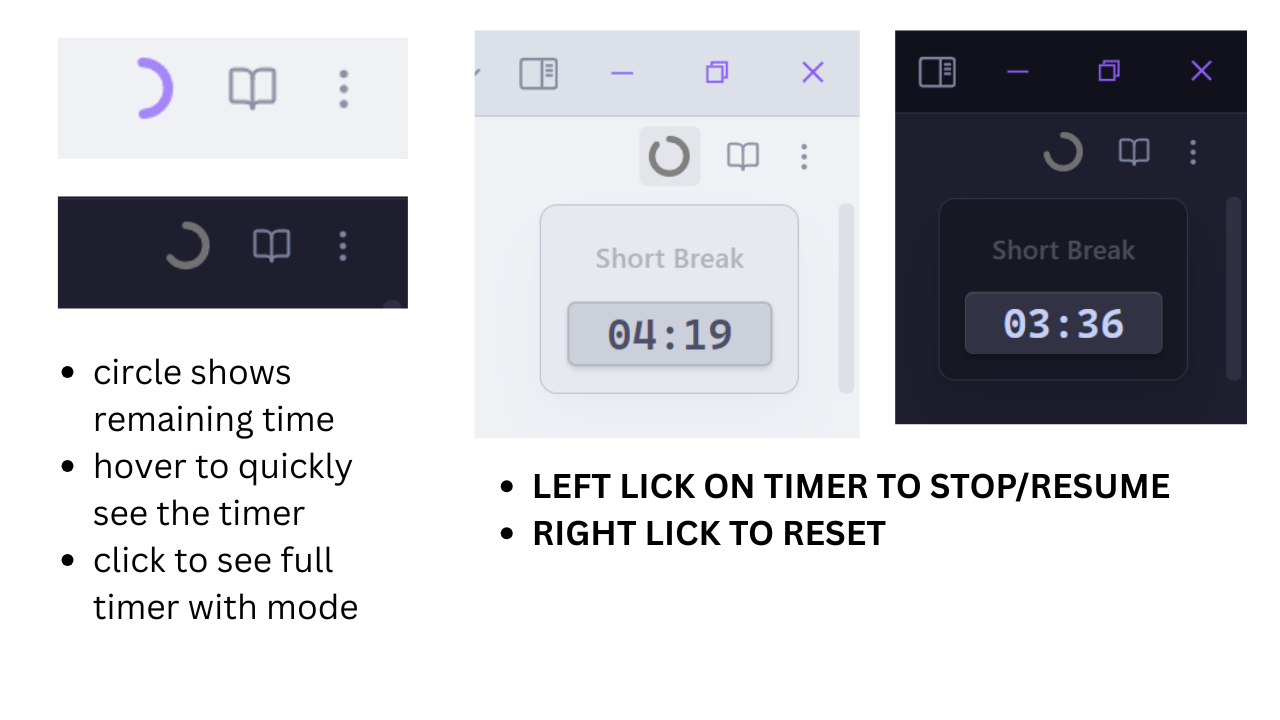 • circle shows
remaining time
• hover to quickly
see the timer
• click to see full
timer with mode
Short Break
04:19
Short Break
03:36
• LEFT LICK ON TIMER TO STOP/RESUME
• RIGHT LICK TO RESET